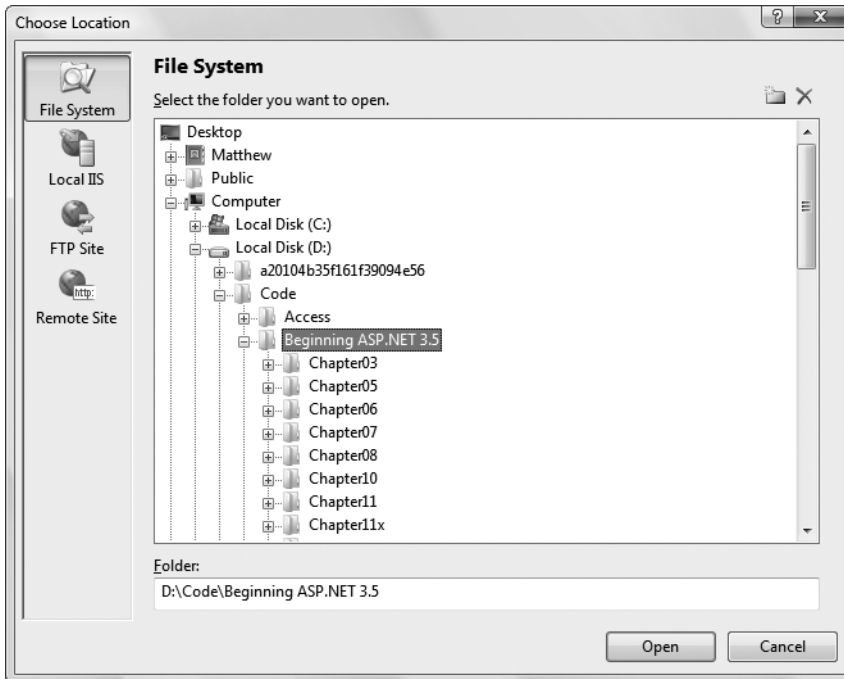 Choose Location
File System
Local IIS
FTP Site
http:
Remote Site
File System
Select the folder you want to open.
Desktop
Matthew
Public
Computer
Local Disk (C:)
Local Disk (D:)
a20104b35f161f39094e56
Code
Access
Beginning ASP.NET 3.5
Chapter03
Chapter05
Chapter06
Chapter07
Chapter08
Chapter10
Chapter11
Chapter11x
Folder:
D:\Code\Beginning ASP.NET 3.5
Open
Cancel